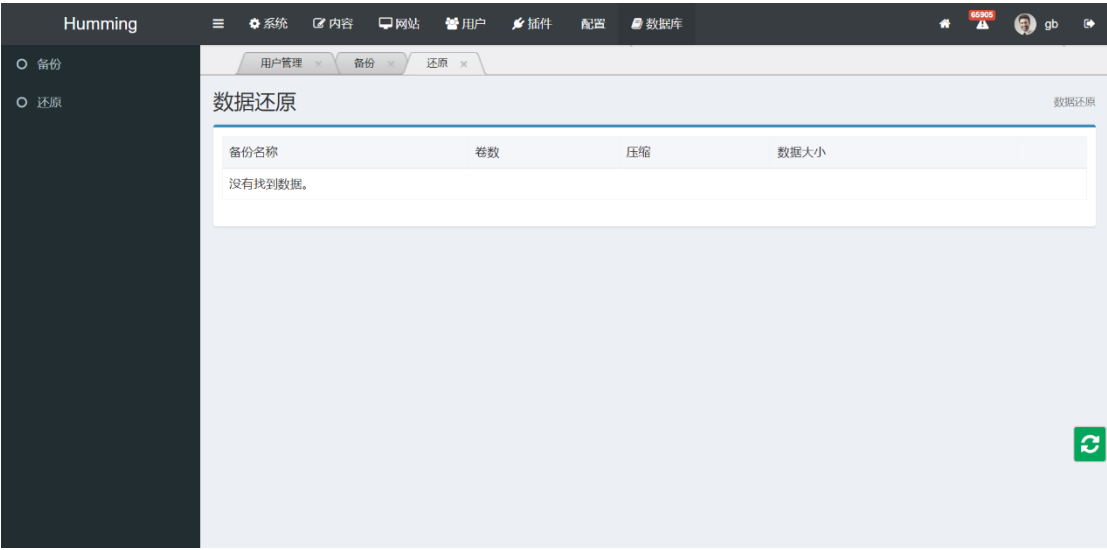 Humming 系统 内容 网站 用户 插件 配置 数据库 65905 gb
备份
还原
用户管理 × 备份 × 还原 ×
数据还原 数据还原
备份名称 卷数 压缩 数据大小
没有找到数据。